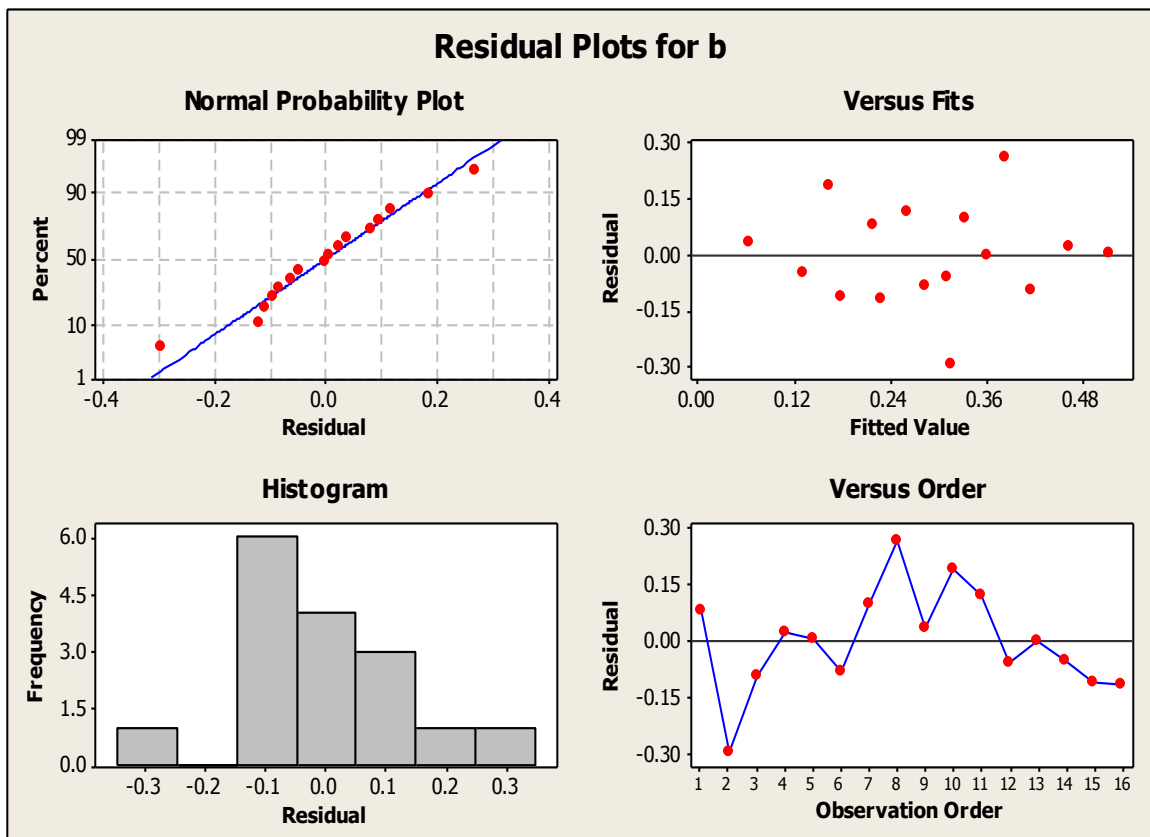 Residual Plots for b
Normal Probability Plot
99
90
50
10
1
Percent
-0.4 -0.2 0.0 0.2 0.4
Residual
Versus Fits
0.30
0.15
0.00
-0.15
-0.30
Residual
0.00 0.12 0.24 0.36 0.48
Fitted Value
Histogram
6.0
4.5
3.0
1.5
0.0
Frequency
-0.3 -0.2 -0.1 0.0 0.1 0.2 0.3
Residual
Versus Order
0.30
0.15
0.00
-0.15
-0.30
Residual
1 2 3 4 5 6 7 8 9 10 11 12 13 14 15 16
Observation Order